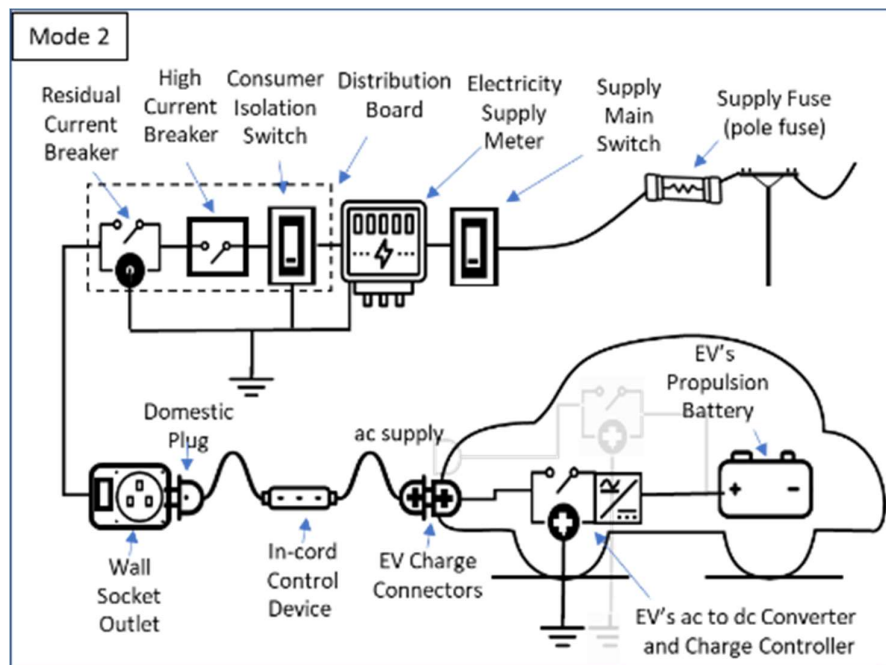 Mode 2
Residual
Current
Breaker
High
Current
Breaker
Consumer
Isolation
Switch
Distribution
Board
Electricity
Supply
Meter
Supply
Main
Switch
Supply Fuse
(pole fuse)
Domestic
Plug
ac supply
EV's
Propulsion
Battery
+ -
Wall
Socket
Outlet
In-cord
Control
Device
EV Charge
Connectors
EV's ac to dc Converter
and Charge Controller